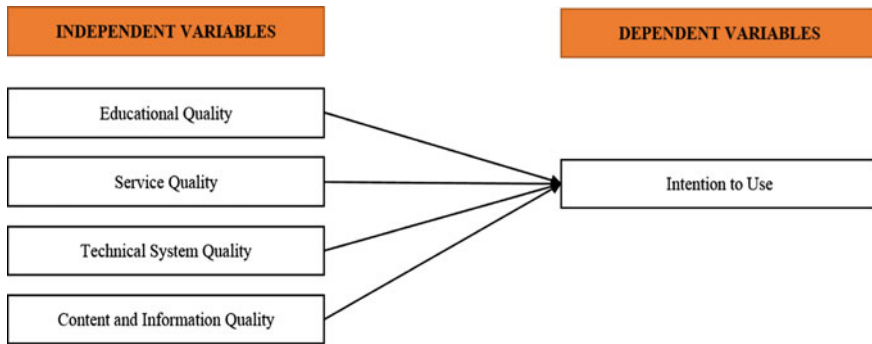 INDEPENDENT VARIABLES
DEPENDENT VARIABLES
Educational Quality
Service Quality
Intention to Use
Technical System Quality
Content and Information Quality